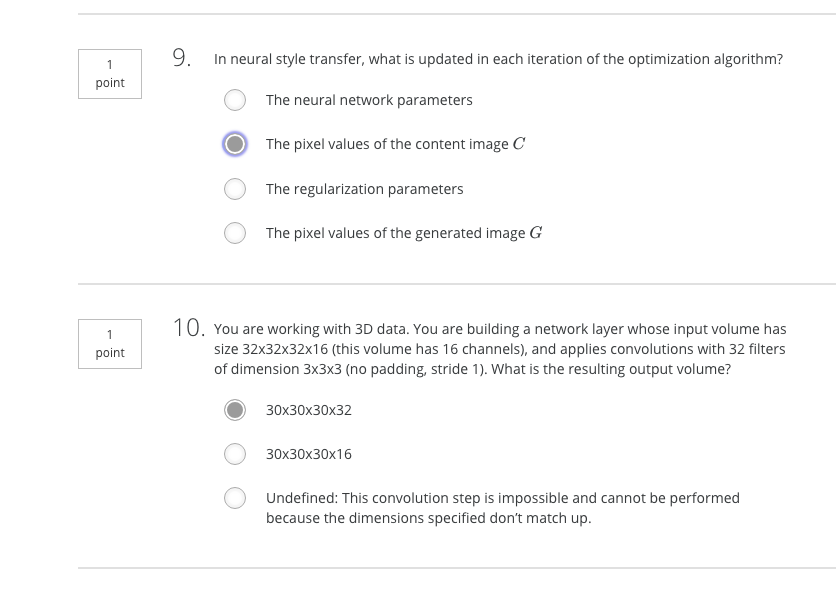 1
point
9.
In neural style transfer, what is updated in each iteration of the optimization algorithm?
The neural network parameters
The pixel values of the content image C
The regularization parameters
The pixel values of the generated image G
1
point
10.
You are working with 3D data. You are building a network layer whose input volume has
size 32x32x32x16 (this volume has 16 channels), and applies convolutions with 32 filters
of dimension 3x3x3 (no padding, stride 1). What is the resulting output volume?
30x30x30x32
30x30x30x16
Undefined: This convolution step is impossible and cannot be performed
because the dimensions specified don’t match up.